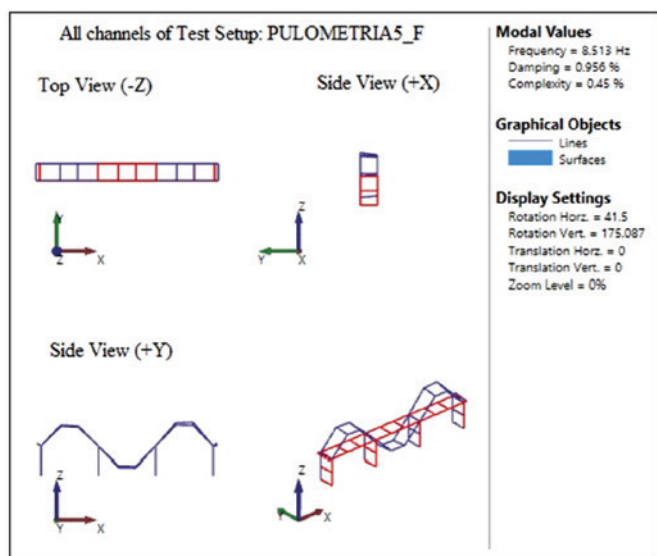 All channels of Test Setup: PULOMETRIA5_F
Top View (-Z)
Side View (+X)
Y
Z
X
Z
Y
X
Side View (+Y)
Z
Y
X
Z
Y
X
Modal Values
Frequency = 8.513 Hz
Damping = 0.956 %
Complexity = 0.45 %
Graphical Objects
Lines
Surfaces
Display Settings
Rotation Horz. = 41.5
Rotation Vert. = 175.087
Translation Horz. = 0
Translation Vert. = 0
Zoom Level = 0%